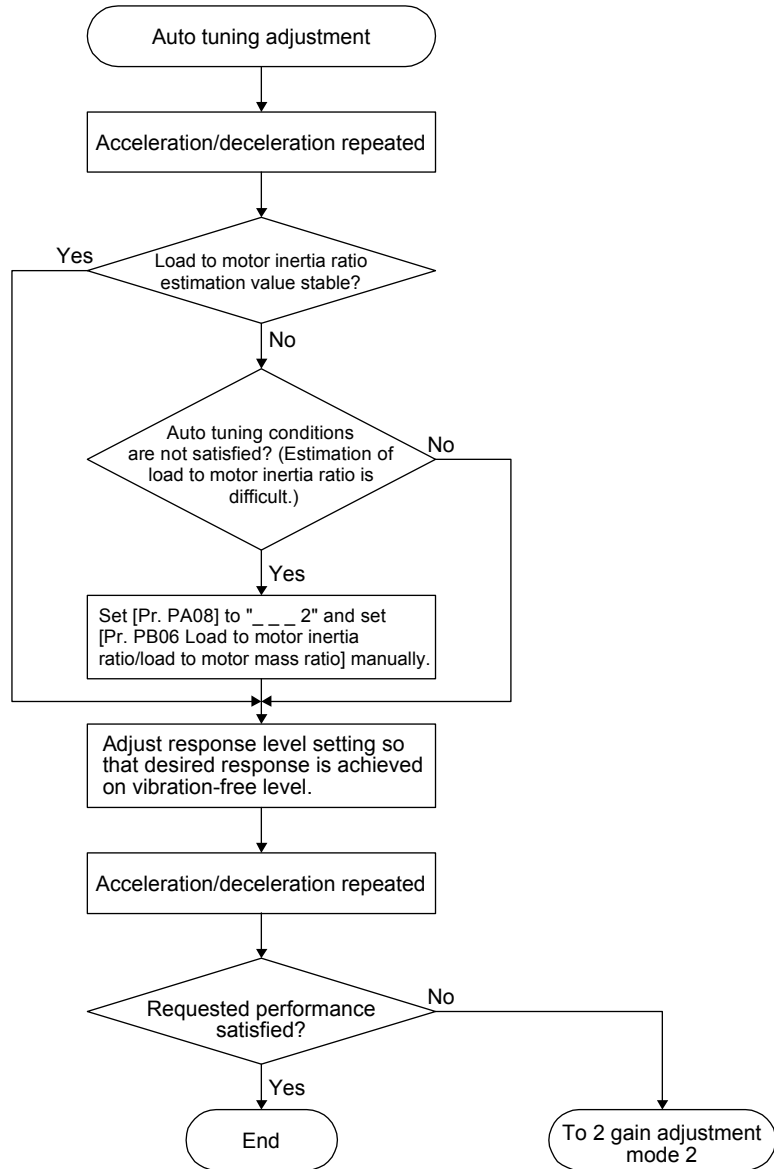 Auto tuning adjustment
Acceleration/deceleration repeated
Yes
Load to motor inertia ratio
estimation value stable?
No
Auto tuning conditions
are not satisfied? (Estimation of
load to motor inertia ratio is
difficult.)
No
Yes
Set [Pr. PA08] to "_ _ _ 2" and set
[Pr. PB06 Load to motor inertia
ratio/load to motor mass ratio] manually.
Adjust response level setting so
that desired response is achieved
on vibration-free level.
Acceleration/deceleration repeated
Requested performance
satisfied?
No
Yes
End
To 2 gain adjustment
mode 2